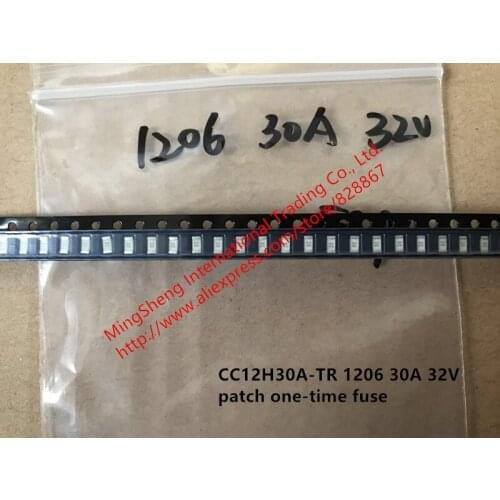 1206 30A 32V
MingSheng International Trading Co., Ltd.
www.aliexpress.com/store/828867
CC12H30A-TR 1206 30A 32V
patch one-time fuse